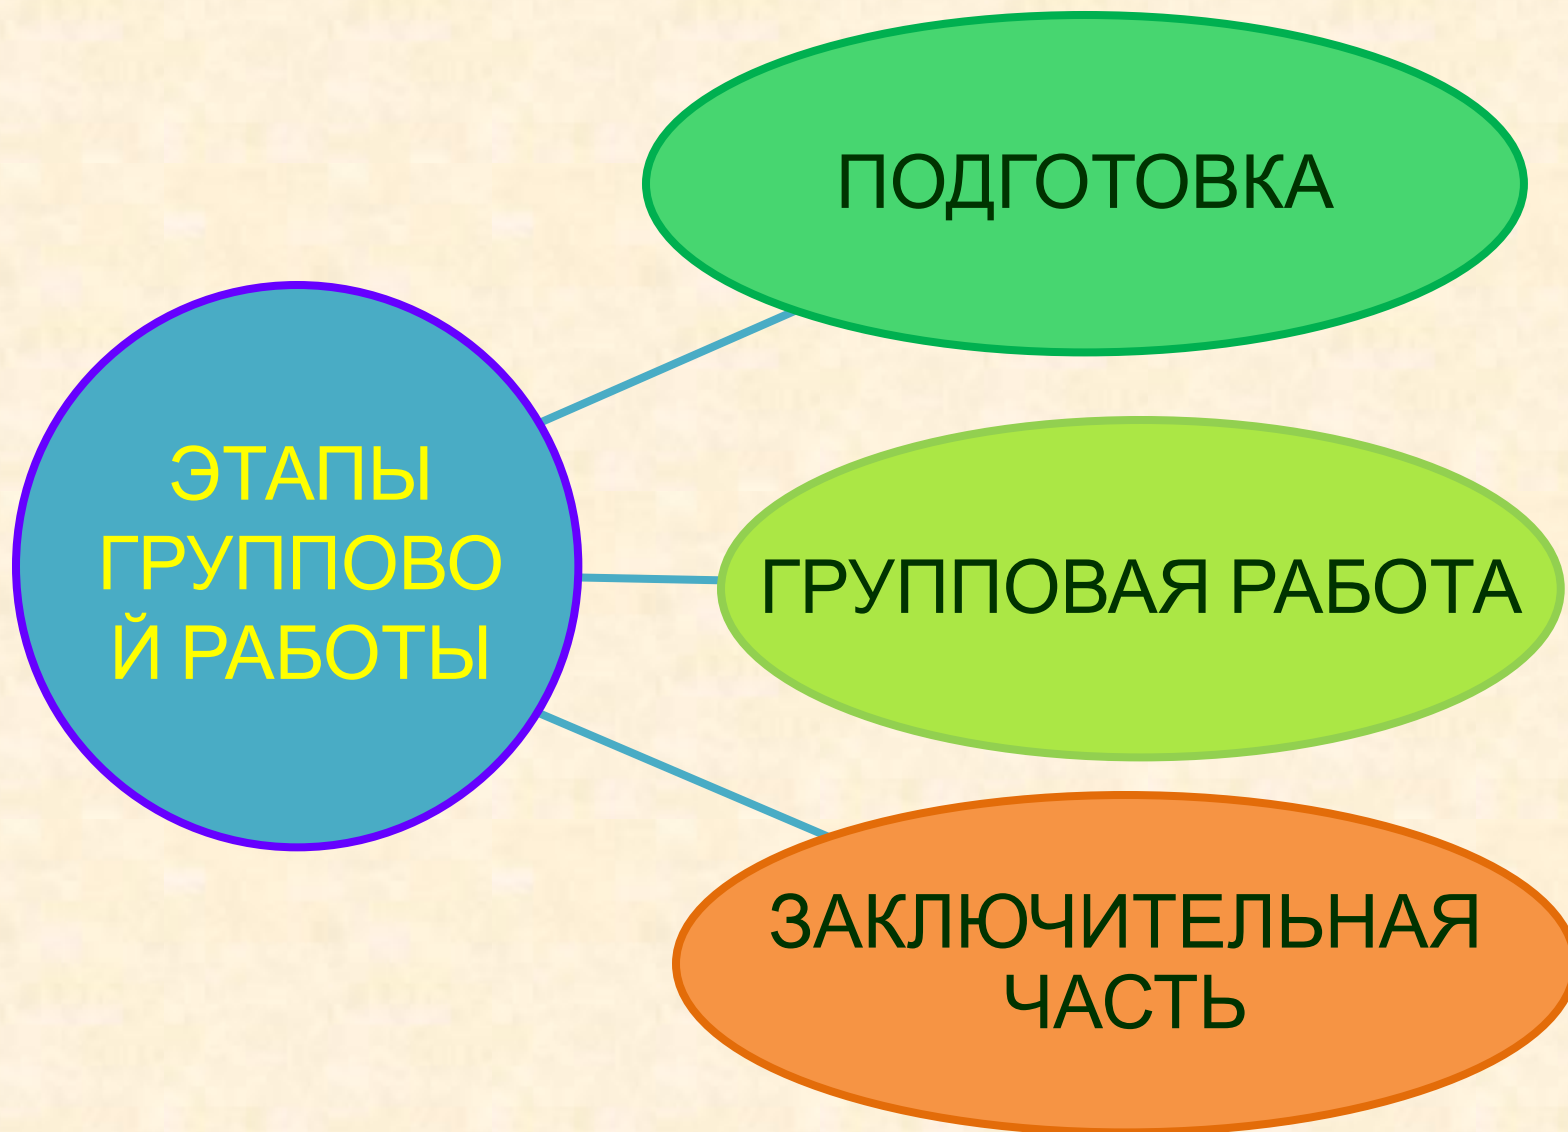 ЭТАПЫ
ГРУППОВО
Й РАБОТЫ
ПОДГОТОВКА
ГРУППОВАЯ РАБОТА
ЗАКЛЮЧИТЕЛЬНАЯ
ЧАСТЬ